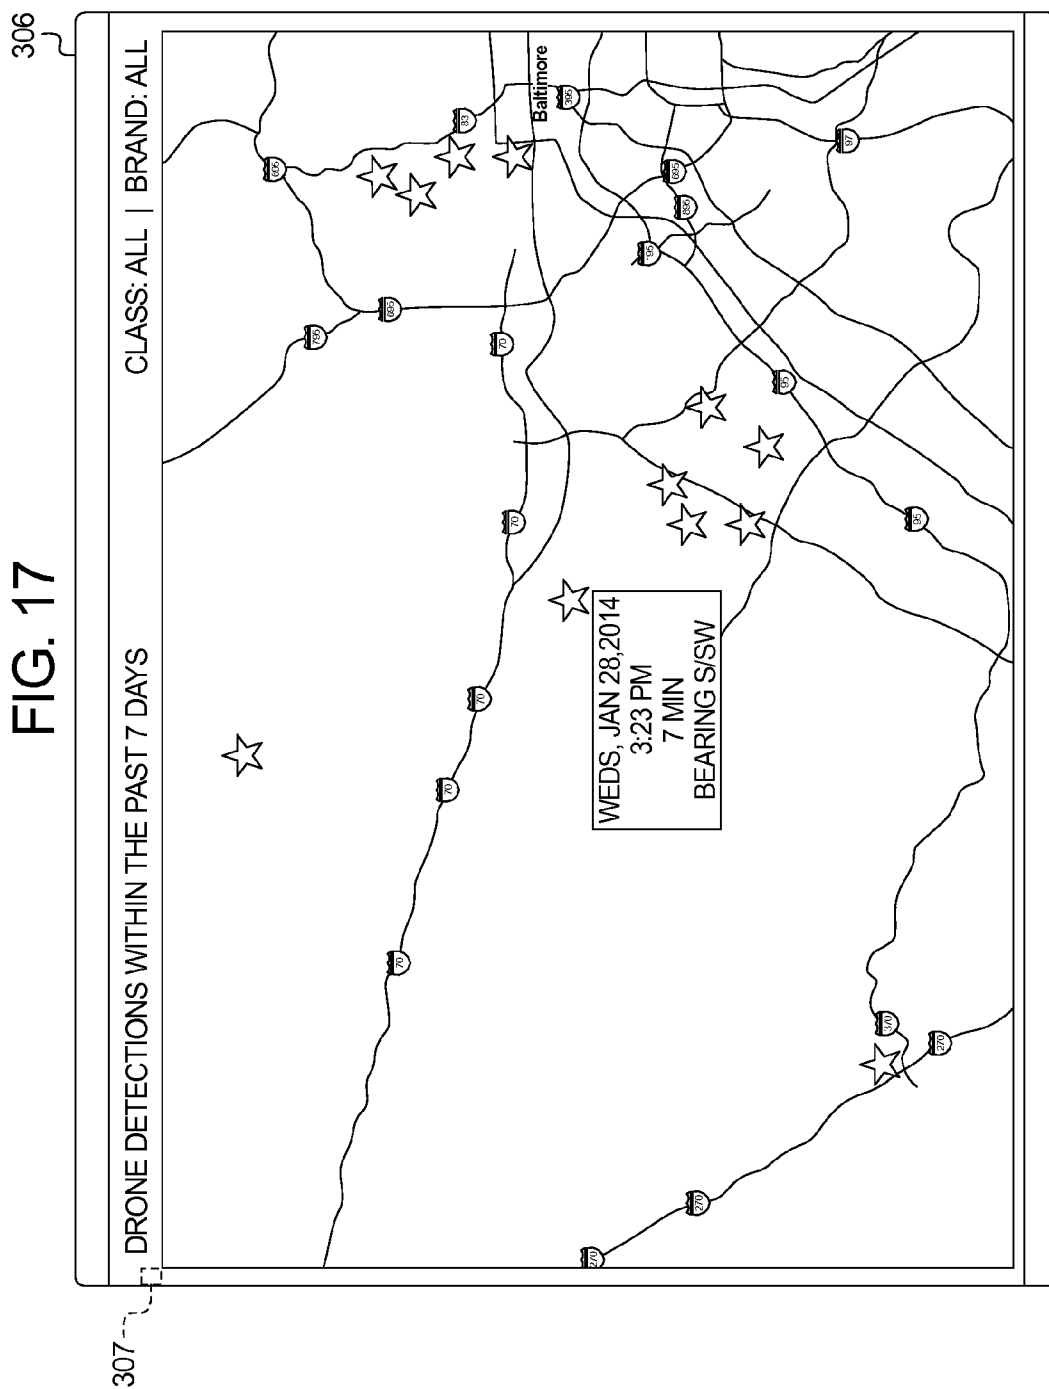 FIG. 17
306
307
DRONE DETECTIONS WITHIN THE PAST 7 DAYS
CLASS: ALL | BRAND: ALL
795
695
83
695
Baltimore
395
70
70
70
70
70
WEDS, JAN 28,2014
3:23 PM
7 MIN
BEARING S/SW
95
695
895
97
95
95
270
270
370
270